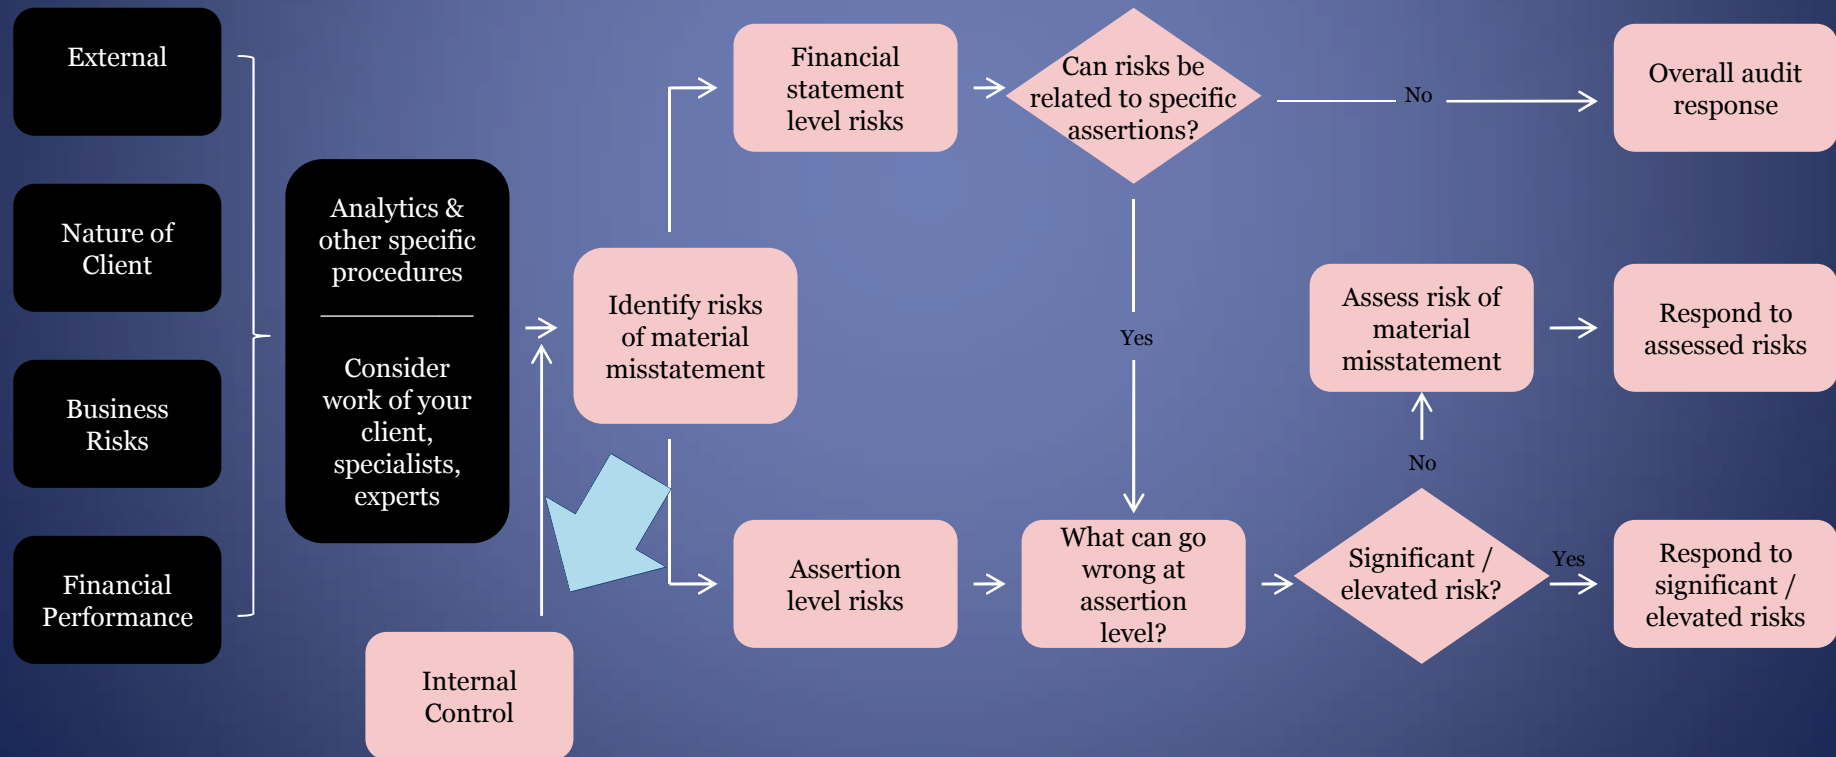 External
Nature of
Client
Business
Risks
Financial
Performance
Analytics &
other specific
procedures
Consider
work of your
client,
specialists,
experts
Internal
Control
Identify risks
of material
misstatement
Financial
statement
level risks
Can risks be
related to specific
assertions?
No
Overall audit
response
Yes
Assertion
level risks
What can go
wrong at
assertion
level?
Significant /
elevated risk?
No
Assess risk of
material
misstatement
Respond to
assessed risks
Yes
Respond to
significant /
elevated risks